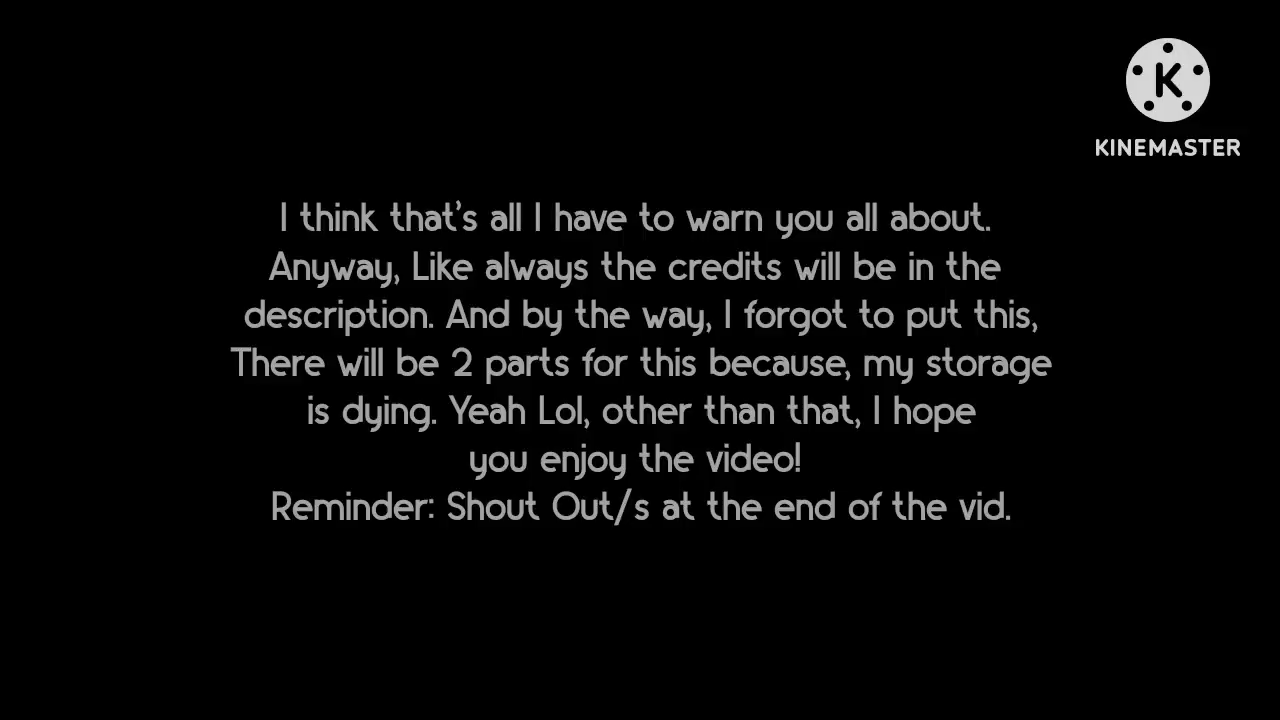 KINEMASTER
I think that's all I have to warn you all about.
Anyway, Like always the credits will be in the
description. And by the way, I forgot to put this,
There will be 2 parts for this because, my storage
is dying. Yeah Lol, other than that, I hope
you enjoy the video!
Reminder: Shout Out/s at the end of the vid.